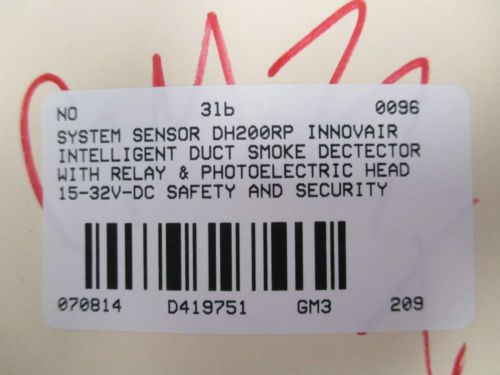 NO 31b 0096
SYSTEM SENSOR DH200RP INNOVAIR
INTELLIGENT DUCT SMOKE DECTECTOR
WITH RELAY & PHOTOELECTRIC HEAD
15-32V-DC SAFETY AND SECURITY
070814 D419751 GM3 209